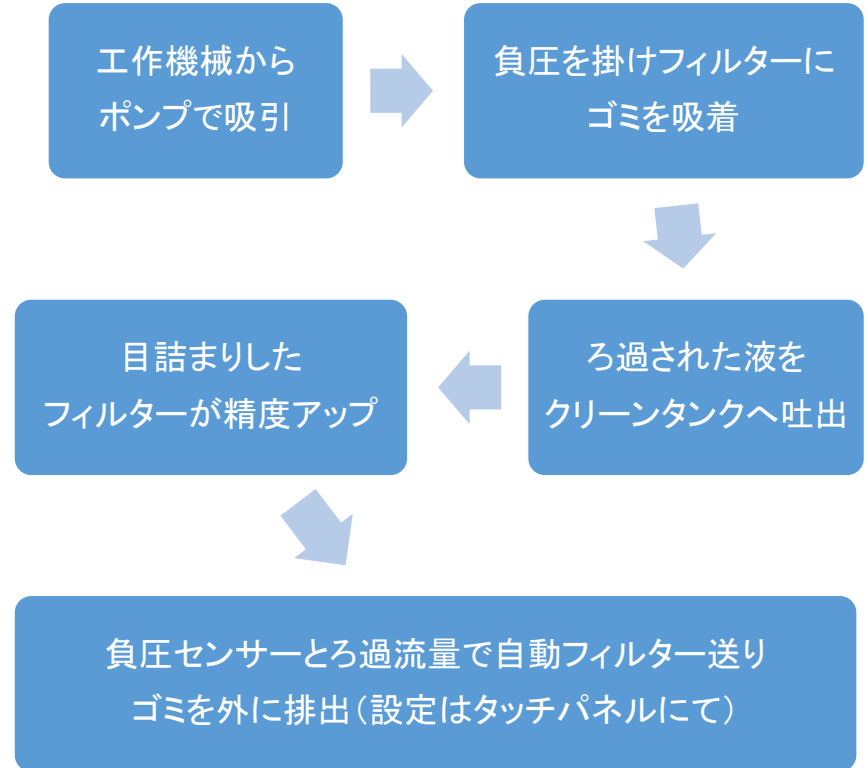 工作機械から
ポンプで吸引
負圧を掛けフィルターに
ゴミを吸着
ろ過された液を
クリーンタンクへ吐出
目詰まりした
フィルターが精度アップ
負圧センサーとろ過流量で自動フィルター送り
ゴミを外に排出(設定はタッチパネルにて)